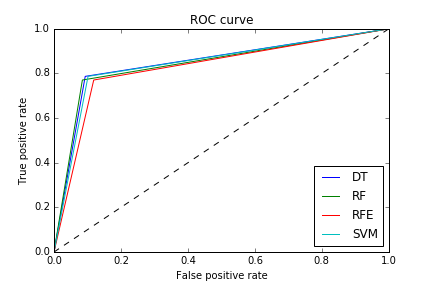 ROC curve
True positive rate
1.0
0.8
0.6
0.4
0.2
0.0
0.0 0.2 0.4 0.6 0.8 1.0
False positive rate
DT
RF
RFE
SVM